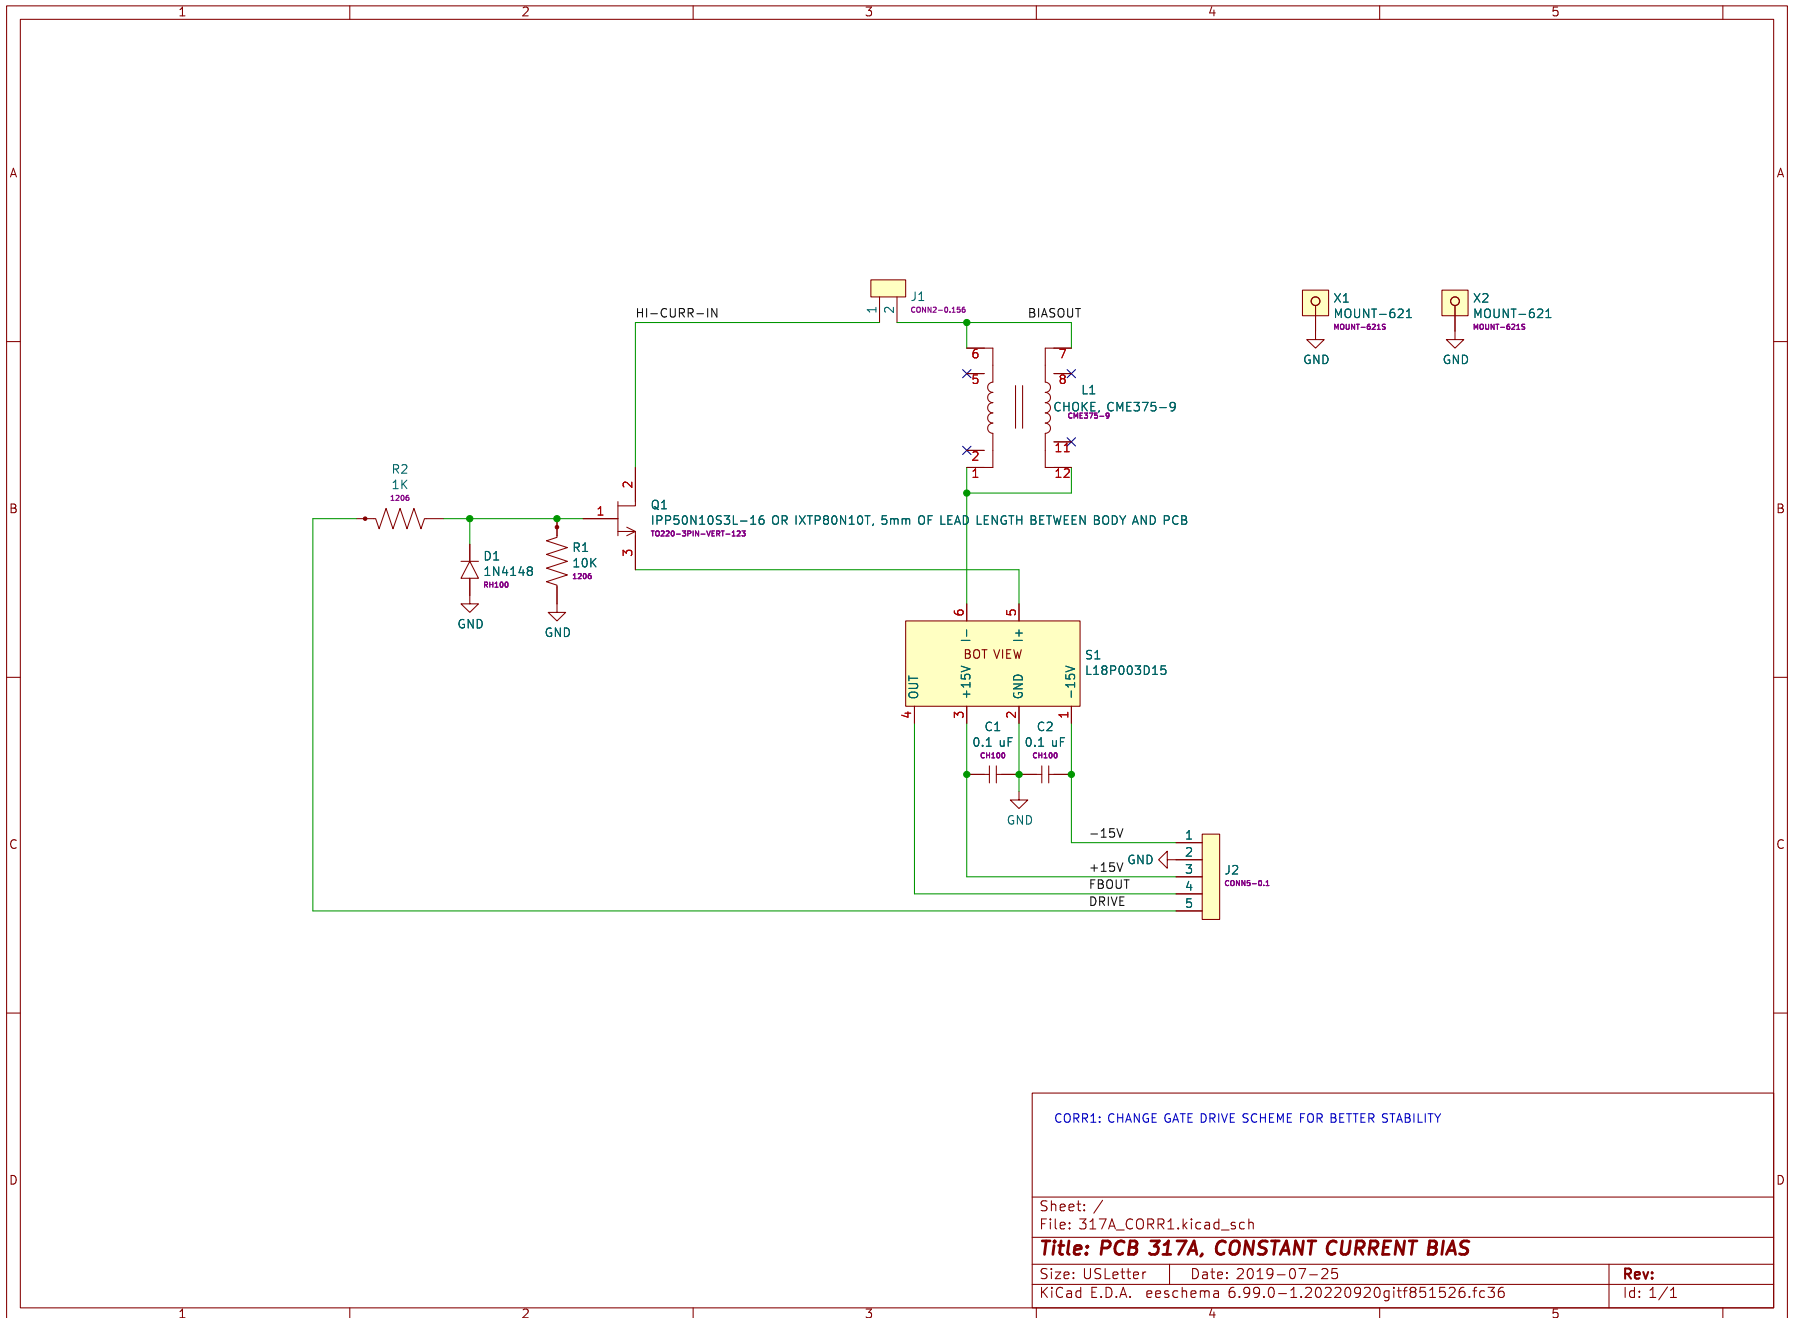 1 2 3 4 5
A A
HI-CURR-IN
J1
CONN2-0.156
1 2
BIASOUT
X1
MOUNT-621
MOUNT-621S
GND
X2
MOUNT-621
MOUNT-621S
GND
6 7
5 8
L1
CHOKE, CME375-9
CME375-9
2 11
1 12
B B
R2
1K
1206
2
1
3
Q1
IPP50N10S3L-16 OR IXTP80N10T, 5mm OF LEAD LENGTH BETWEEN BODY AND PCB
TO220-3PIN-VERT-123
D1
1N4148
RH100
GND
R1
10K
1206
GND
6 5
I- I+
BOT VIEW
OUT +15V GND -15V
4 3 2 1
S1
L18P003D15
C1
0.1 uF
CH100
C2
0.1 uF
CH100
GND
C C
-15V 1
GND 2
+15V 3
FBOUT 4
DRIVE 5
J2
CONN5-0.1
D D
CORR1: CHANGE GATE DRIVE SCHEME FOR BETTER STABILITY
Sheet: /
File: 317A_CORR1.kicad_sch
Title: PCB 317A, CONSTANT CURRENT BIAS
Size: USLetter Date: 2019-07-25 Rev:
KiCad E.D.A. eeschema 6.99.0-1.20220920gitf851526.fc36 Id: 1/1
1 2 3 4 5